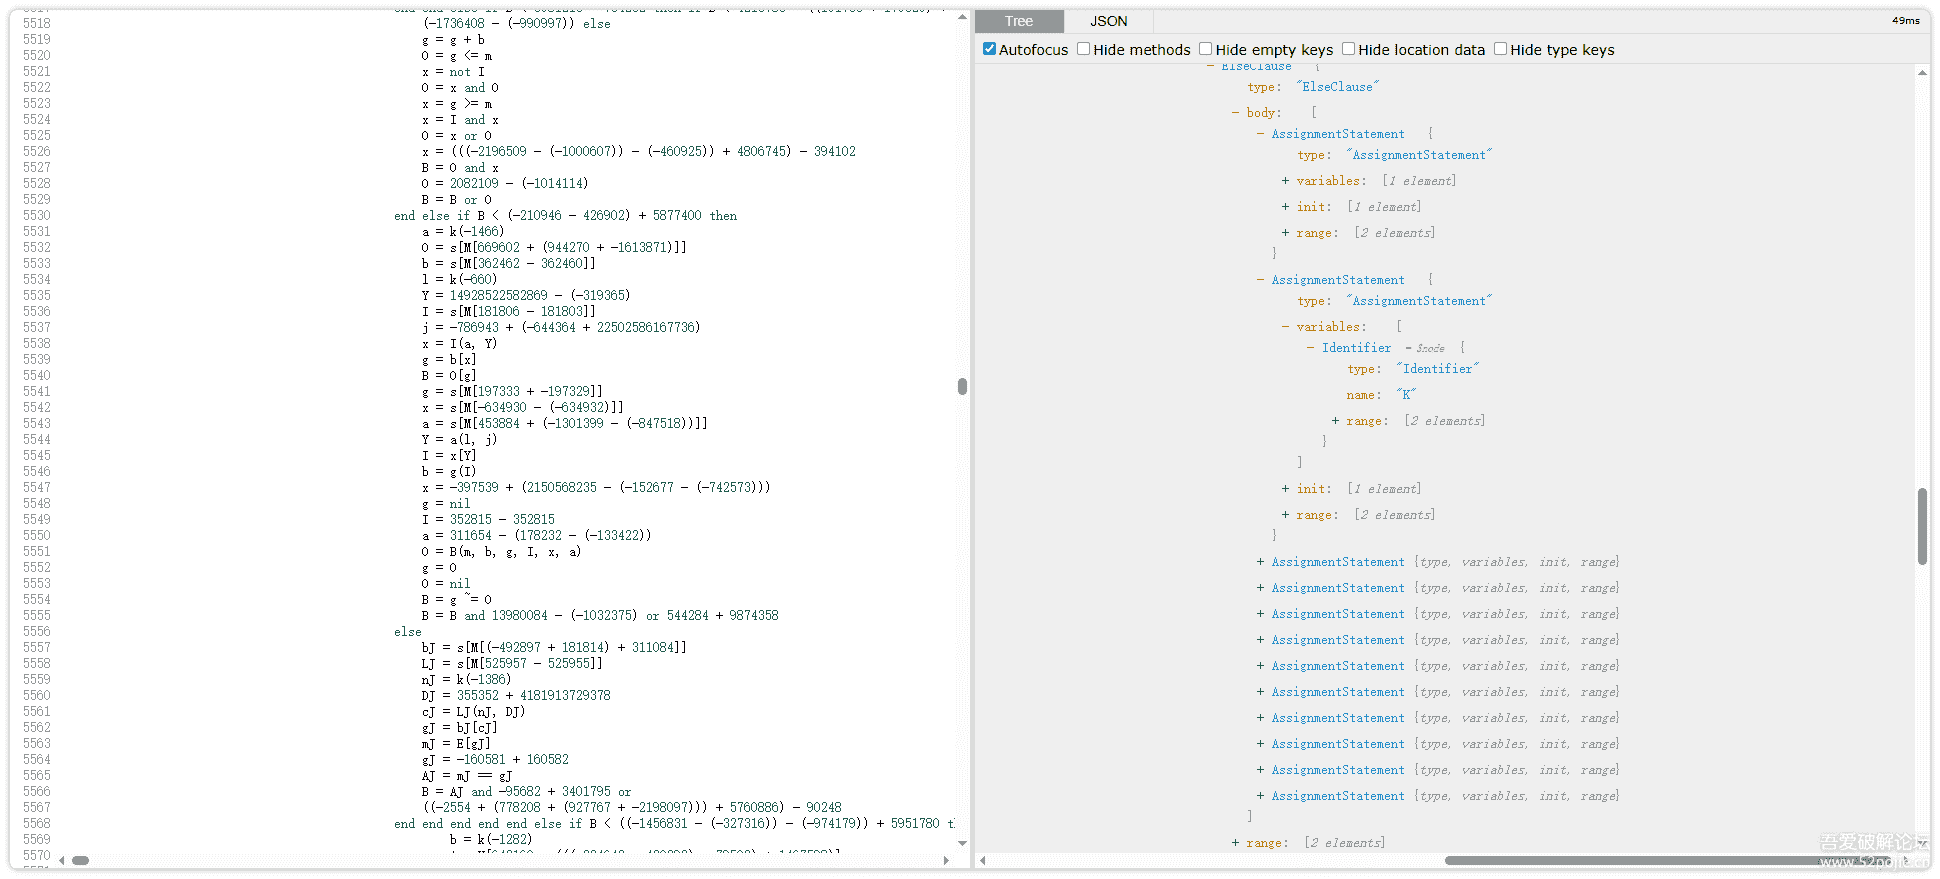 5518 (-1736408 - (-990997)) else
5519 g = g + b
5520 O = g <= m
5521 x = not I
5522 O = x and O
5523 x = g >= m
5524 x = I and x
5525 O = x or O
5526 x = (((-2196509 - (-1000607)) - (-460925)) + 4806745) - 394102
5527 B = O and x
5528 O = 2082109 - (-1014114)
5529 B = B or O
5530 end else if B < (-210946 - 426902) + 5877400 then
5531 a = k(-1466)
5532 O = s[M[669602 + (944270 + -1613871)]]
5533 b = s[M[362462 - 362460]]
5534 l = k(-660)
5535 Y = 14928522582869 - (-319365)
5536 I = s[M[181806 - 181803]]
5537 j = -786943 + (-644364 + 22502586167736)
5538 x = I(a, Y)
5539 g = b[x]
5540 B = O[g]
5541 g = s[M[197333 + -197329]]
5542 x = s[M[-634930 - (-634932)]]
5543 a = s[M[453884 + (-1301399 - (-847518))]]
5544 Y = a(l, j)
5545 I = x[Y]
5546 b = g(I)
5547 x = -397539 + (2150568235 - (-152677 - (-742573)))
5548 g = nil
5549 I = 352815 - 352815
5550 a = 311654 - (178232 - (-133422))
5551 O = B(m, b, g, I, x, a)
5552 g = O
5553 O = nil
5554 B = g ~= O
5555 B = B and 13980084 - (-1032375) or 544284 + 9874358
5556 else
5557 bJ = s[M[(-492897 + 181814) + 311084]]
5558 LJ = s[M[525957 - 525955]]
5559 nJ = k(-1386)
5560 DJ = 355352 + 4181913729378
5561 cJ = LJ(nJ, DJ)
5562 gJ = bJ[cJ]
5563 mJ = E[gJ]
5564 gJ = -160581 + 160582
5565 AJ = mJ == gJ
5566 B = AJ and -95682 + 3401795 or
5567 ((-2554 + (778208 + (927767 + -2198097))) + 5760886) - 90248
5568 end end end end end else if B < ((-1456831 - (-327316)) - (-974179)) + 5951780 t
5569 b = k(-1282)
5570
Tree JSON 49ms
Autofocus Hide methods Hide empty keys Hide location data Hide type keys
- ElseClause {
type: "ElseClause"
- body: [
- AssignmentStatement {
type: "AssignmentStatement"
+ variables: [1 element]
+ init: [1 element]
+ range: [2 elements]
}
- AssignmentStatement {
type: "AssignmentStatement"
- variables: [
- Identifier = $node {
type: "Identifier"
name: "K"
+ range: [2 elements]
}
]
+ init: [1 element]
+ range: [2 elements]
}
+ AssignmentStatement {type, variables, init, range}
+ AssignmentStatement {type, variables, init, range}
+ AssignmentStatement {type, variables, init, range}
+ AssignmentStatement {type, variables, init, range}
+ AssignmentStatement {type, variables, init, range}
+ AssignmentStatement {type, variables, init, range}
+ AssignmentStatement {type, variables, init, range}
+ AssignmentStatement {type, variables, init, range}
+ AssignmentStatement {type, variables, init, range}
+ AssignmentStatement {type, variables, init, range}
]
+ range: [2 elements]
吾爱破解论坛
www.52pojie.cn